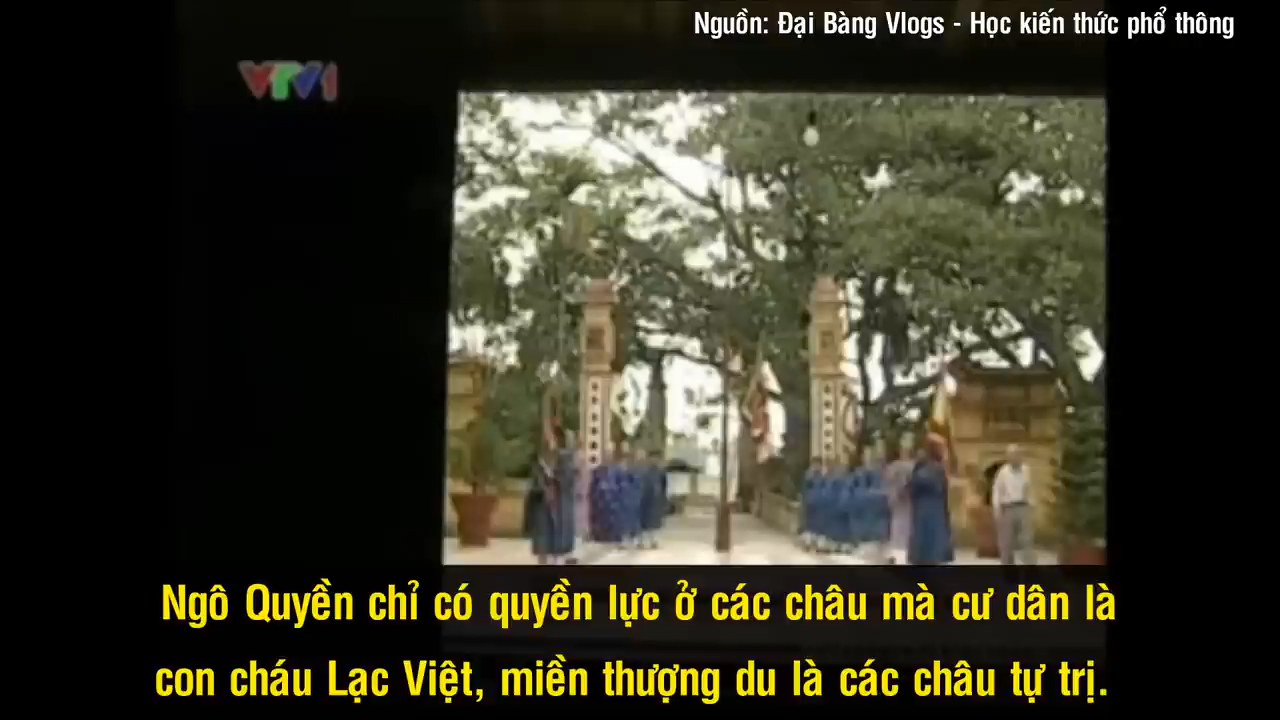 Nguồn: Đại Bàng Vlogs - Học kiến thức phổ thông
VTV1
Ngô Quyền chỉ có quyền lực ở các châu mà cư dân là
con cháu Lạc Việt, miền thượng du là các châu tự trị.